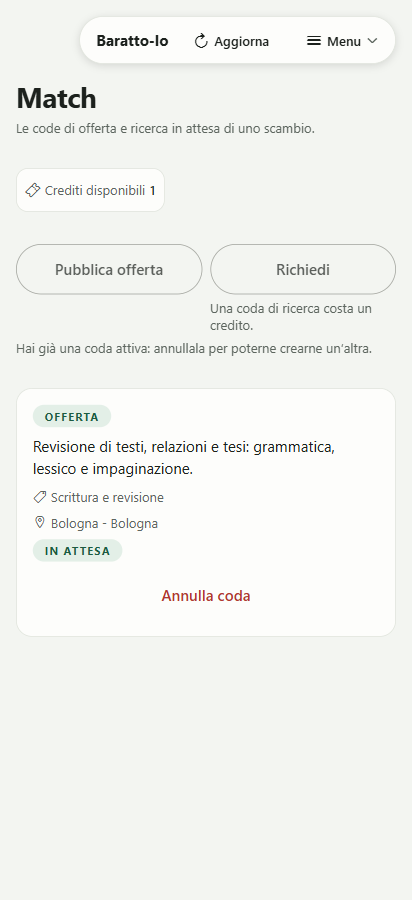 Baratto-lo
Aggiorna
Menu
Match
Le code di offerta e ricerca in attesa di uno scambio.
Crediti disponibili 1
Pubblica offerta
Richiedi
Una coda di ricerca costa un
credito.
Hai già una coda attiva: annullala per poterne crearne un'altra.
OFFERTA
Revisione di testi, relazioni e tesi: grammatica,
lessico e impaginazione.
Scrittura e revisione
Bologna - Bologna
IN ATTESA
Annulla coda